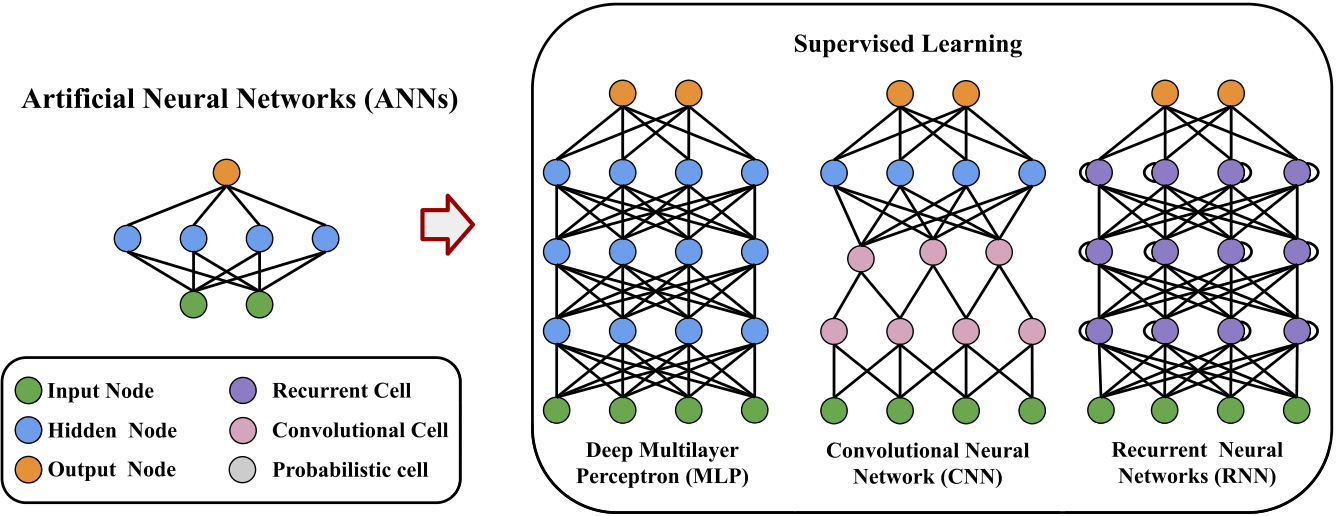 Artificial Neural Networks (ANNs)
Input Node
Hidden Node
Output Node
Recurrent Cell
Convolutional Cell
Probabilistic cell
Supervised Learning
Deep Multilayer
Perceptron (MLP)
Convolutional Neural
Network (CNN)
Recurrent Neural
Networks (RNN)